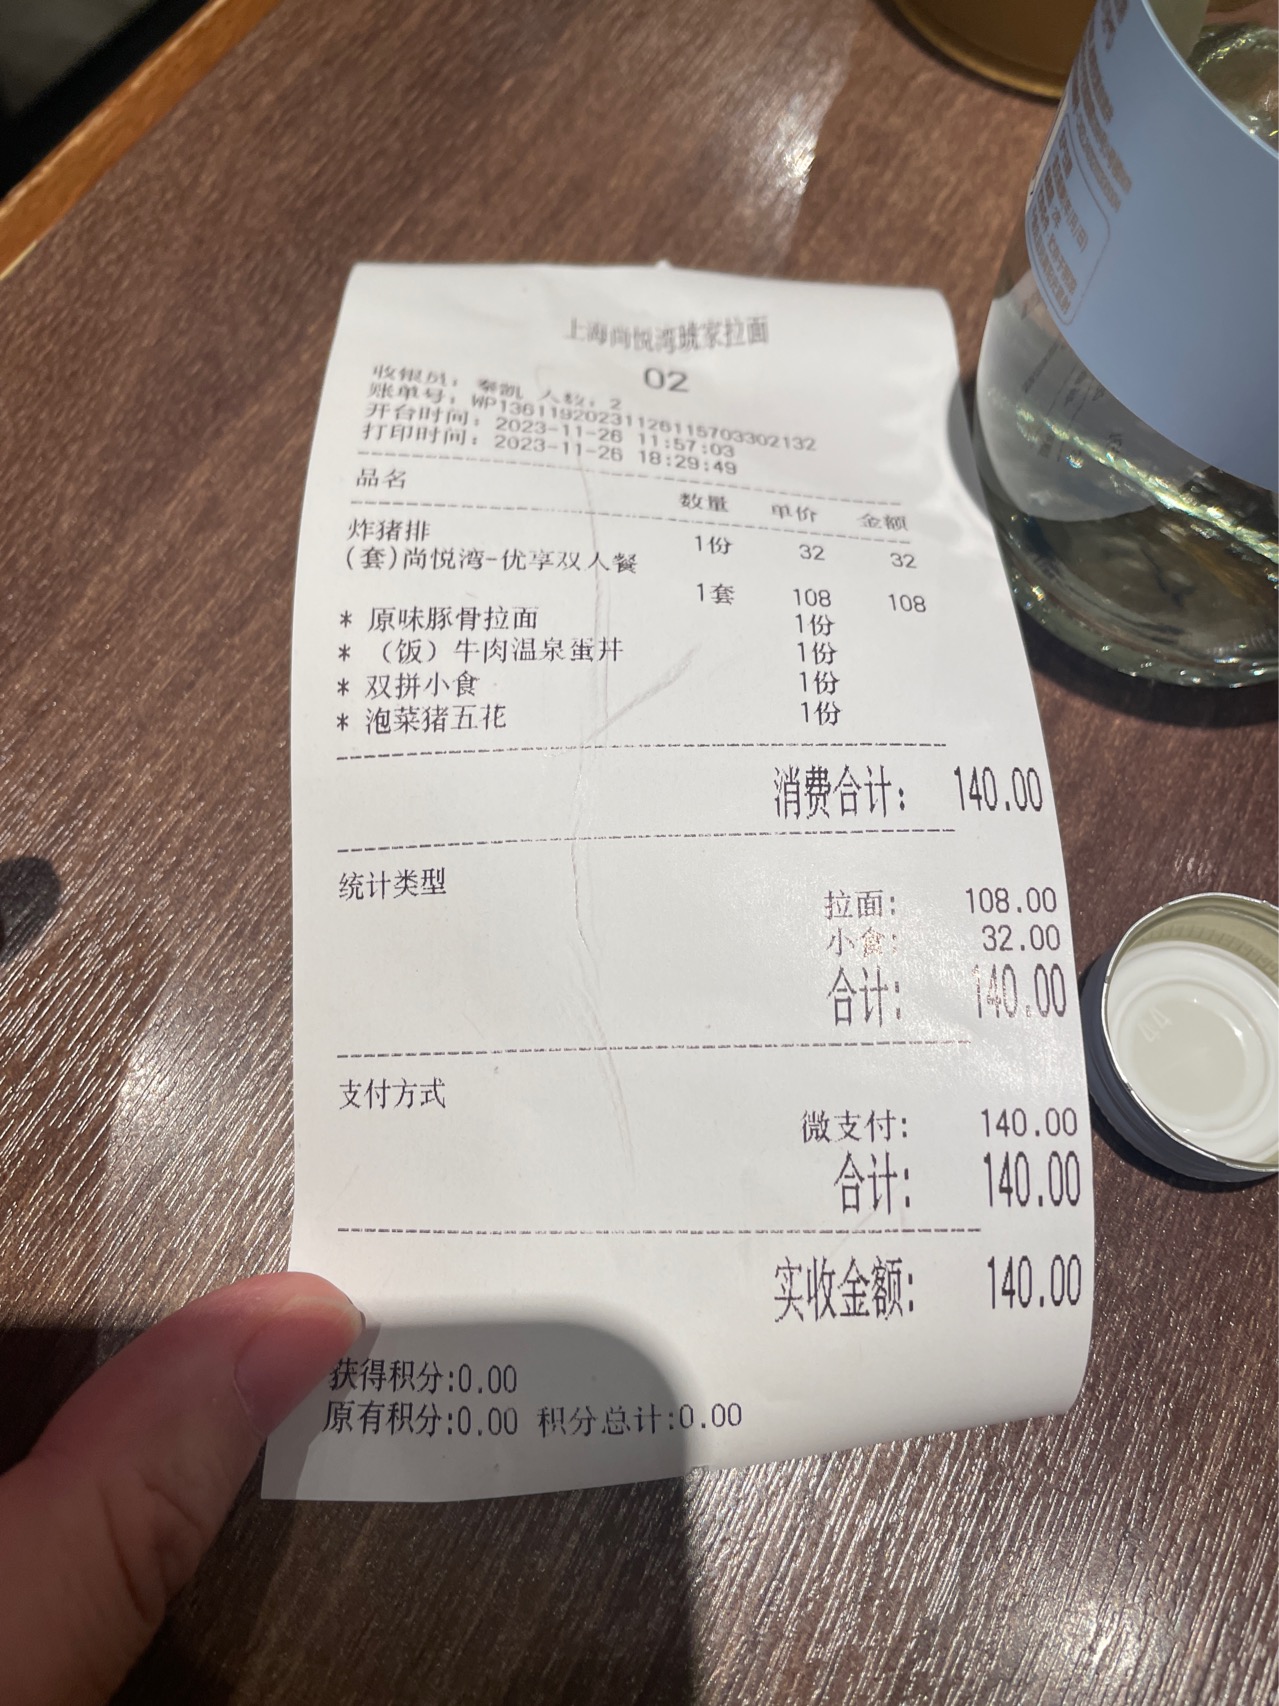 上海尚悦湾魂家拉面
02
收银员：秦凯 人数：2
账单号：WP13611920231126115703302132
开台时间：2023-11-26 11:57:03
打印时间：2023-11-26 18:29:49
品名 数量 单价 金额
炸猪排 1份 32 32
(套)尚悦湾-优享双人餐
1套 108 108
* 原味豚骨拉面 1份
* （饭）牛肉温泉蛋丼 1份
* 双拼小食 1份
* 泡菜猪五花 1份
消费合计： 140.00
统计类型
拉面: 108.00
小食: 32.00
合计: 140.00
支付方式
微支付: 140.00
合计: 140.00
实收金额: 140.00
获得积分:0.00
原有积分:0.00 积分总计:0.00